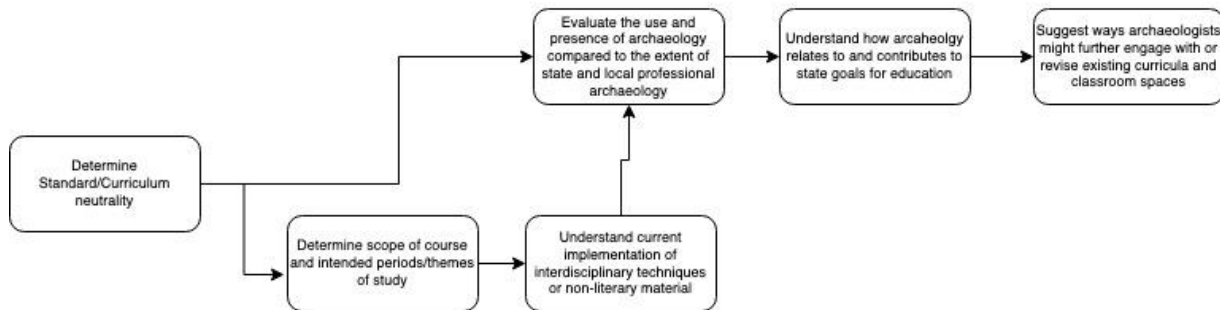 Evaluate the use and
presence of archaeology
compared to the extent of
state and local professional
archaeology
Understand how arcaheolgy
relates to and contributes to
state goals for education
Suggest ways archaeologists
might further engage with or
revise existing curricula and
classroom spaces
Determine
Standard/Curriculum
neutrality
Determine scope of course
and intended periods/themes
of study
Understand current
implementation of
interdisciplinary techniques
or non-literary material